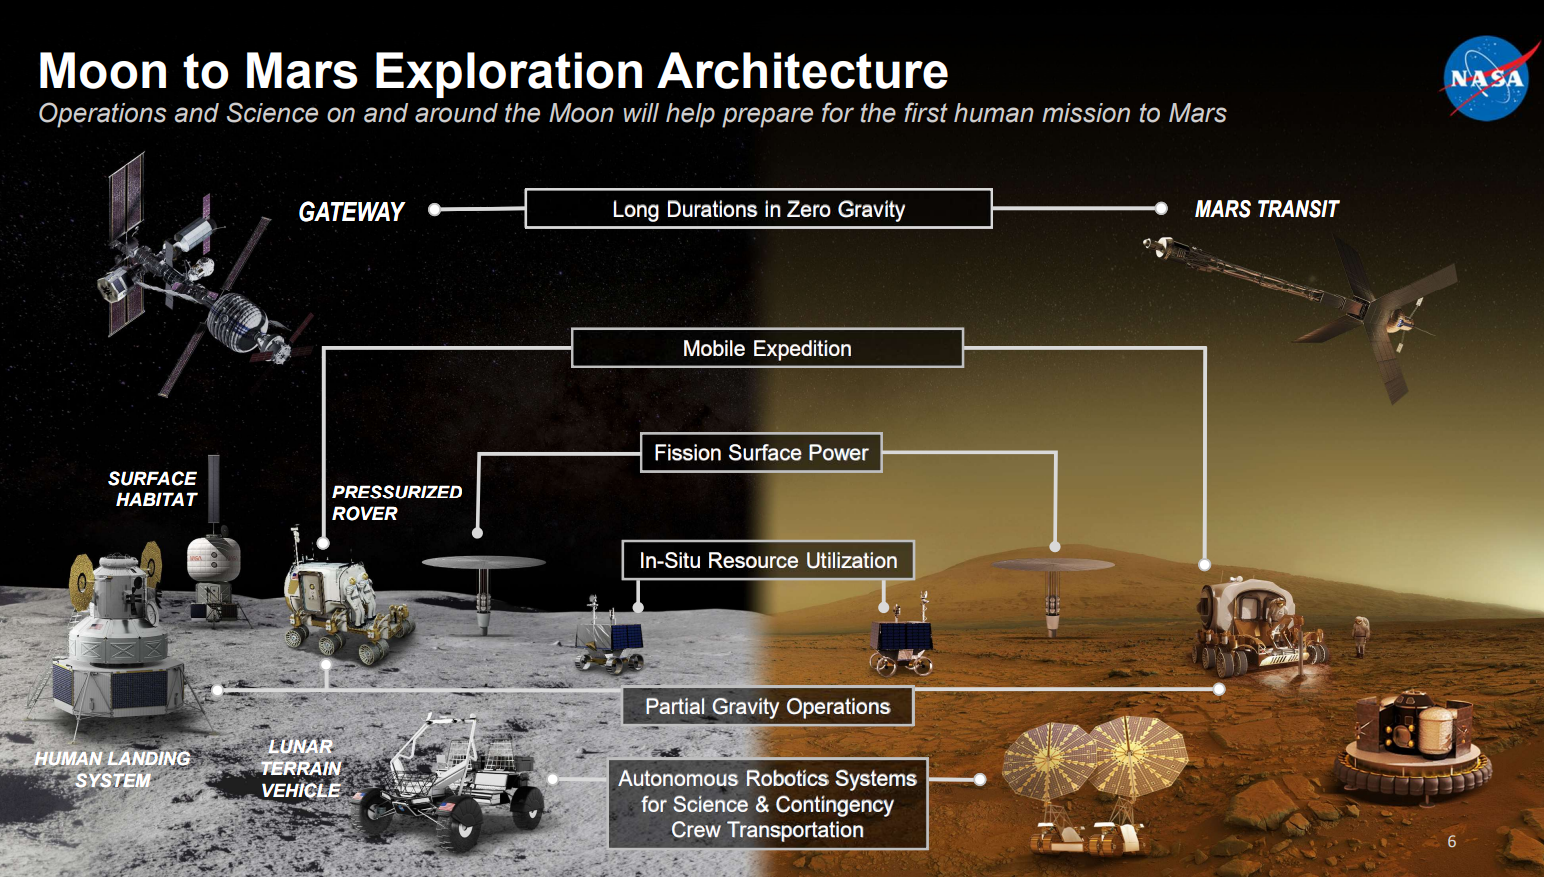 Moon to Mars Exploration Architecture
Operations and Science on and around the Moon will help prepare for the first human mission to Mars
NASA
GATEWAY
Long Durations in Zero Gravity
MARS TRANSIT
Mobile Expedition
Fission Surface Power
SURFACE
HABITAT
PRESSURIZED
ROVER
In-Situ Resource Utilization
Partial Gravity Operations
HUMAN LANDING
SYSTEM
LUNAR
TERRAIN
VEHICLE
Autonomous Robotics Systems
for Science & Contingency
Crew Transportation
6